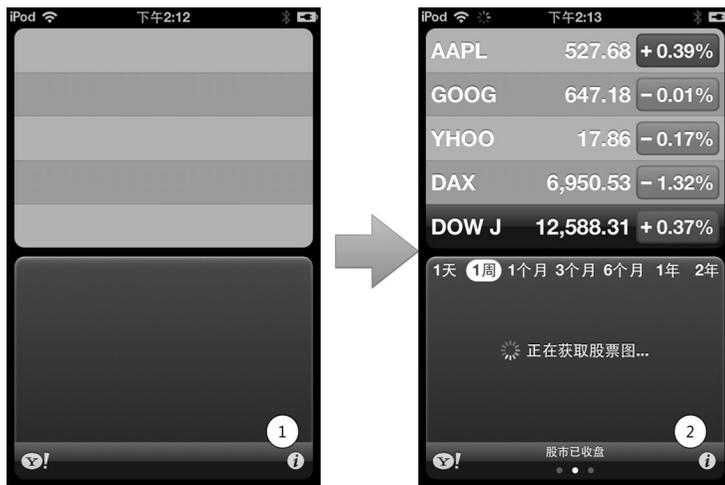 iPod 下午2:12
1
Y!
i
iPod 下午2:13
AAPL 527.68 +0.39%
GOOG 647.18 -0.01%
YHOO 17.86 -0.17%
DAX 6,950.53 -1.32%
DOW J 12,588.31 +0.37%
1天 1周 1个月 3个月 6个月 1年 2年
正在获取股票图...
2
股市已收盘
Y!
i